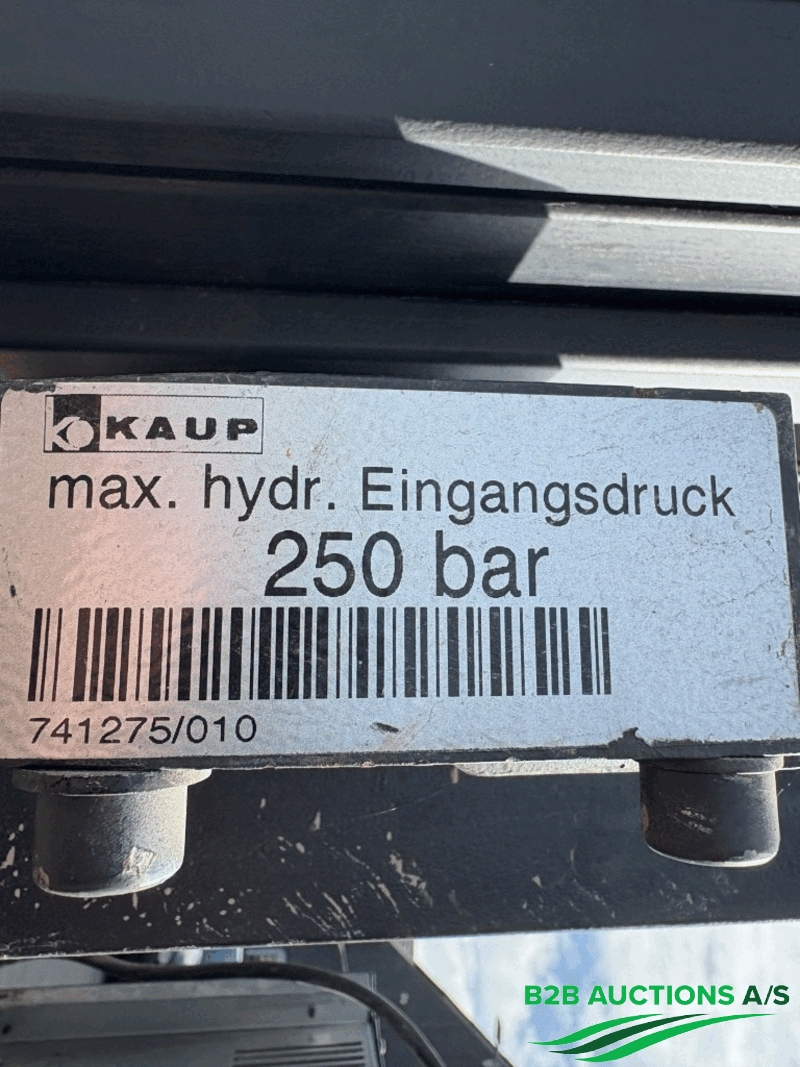 KAUP
max. hydr. Eingangsdruck
250 bar
741275/010
B2B AUCTIONS A/S